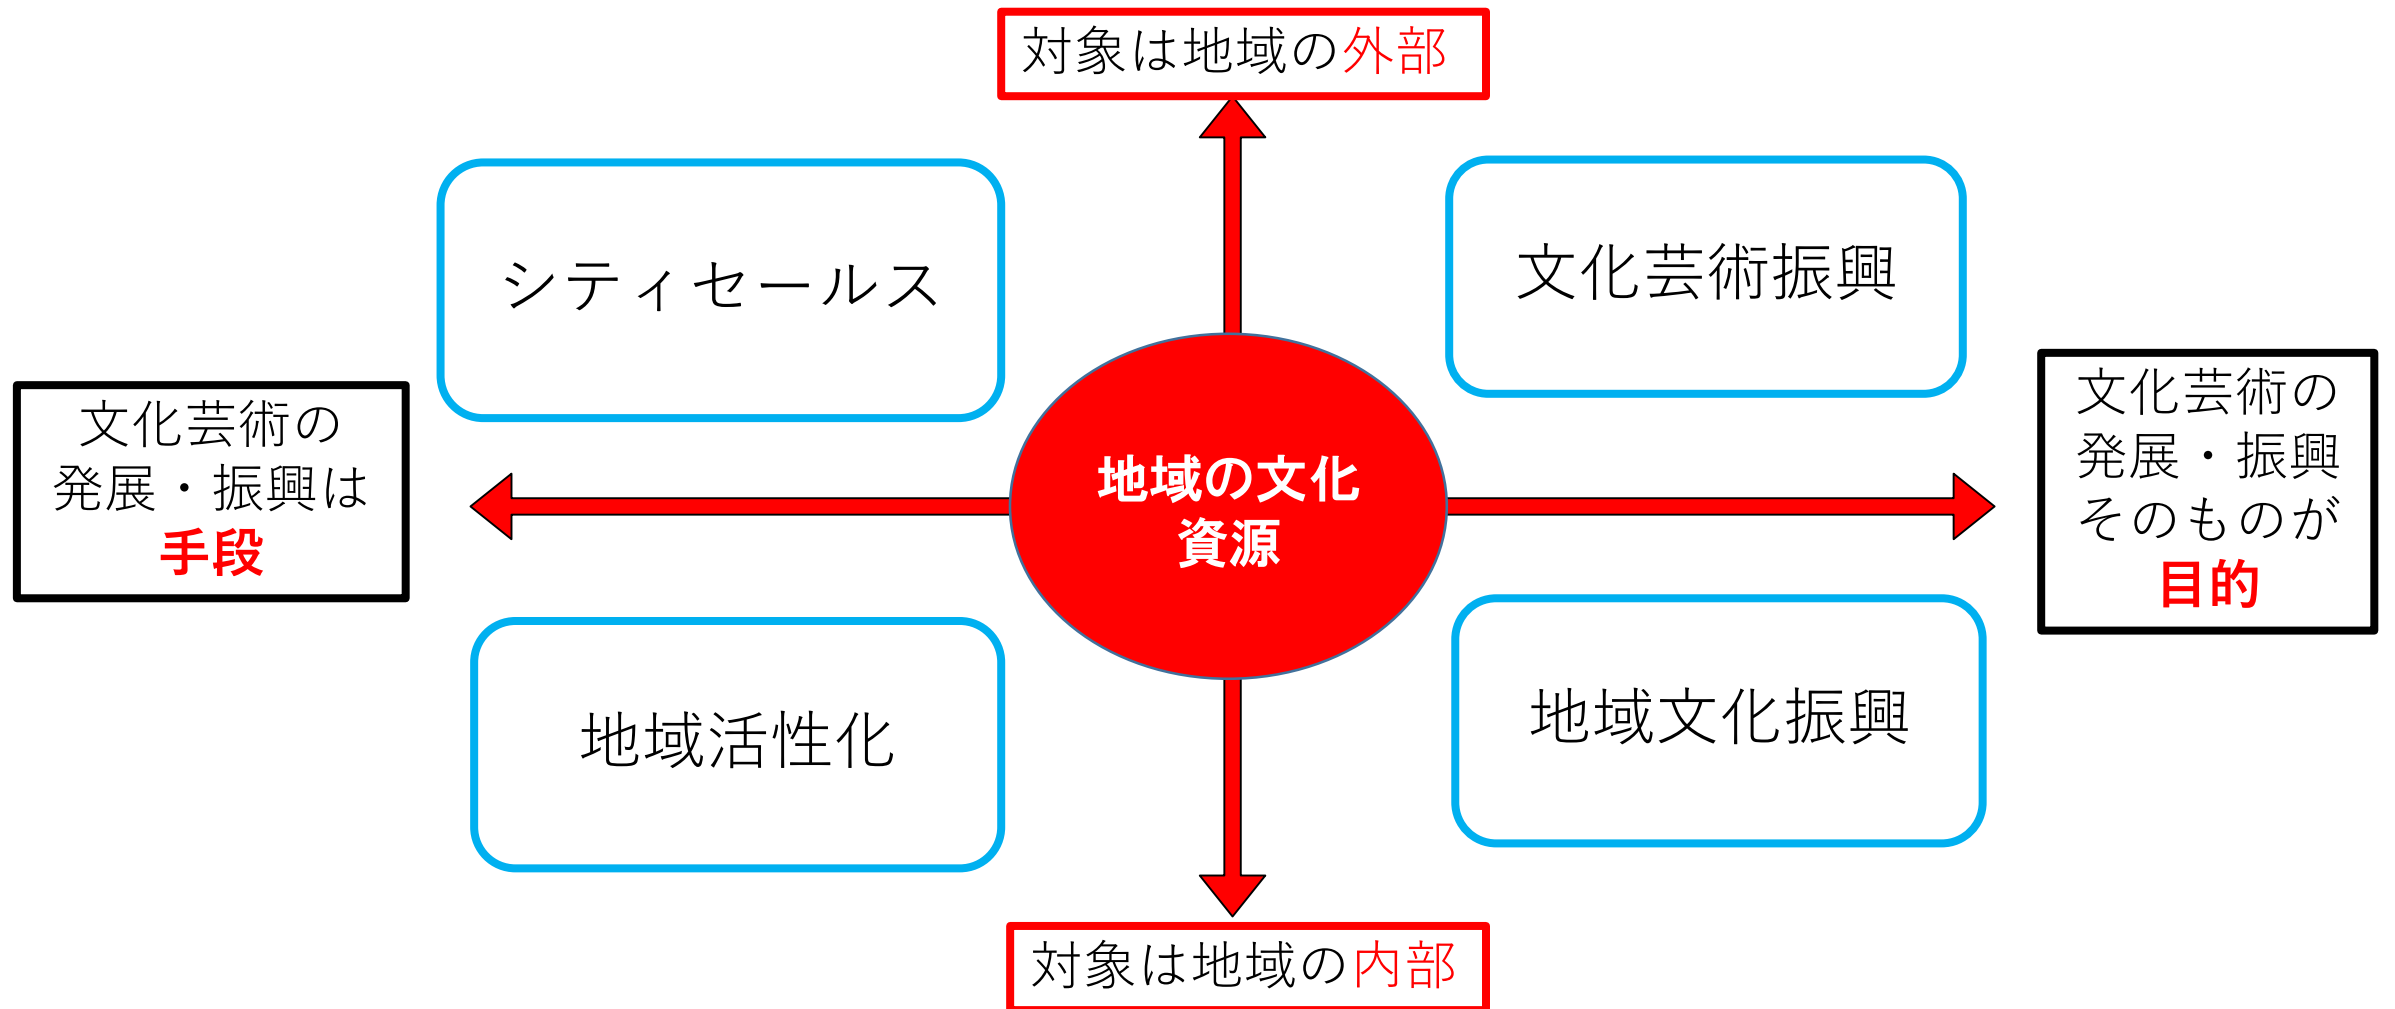 対象は地域の外部
シティセールス
文化芸術振興
文化芸術の
発展・振興は
手段
地域の文化
資源
文化芸術の
発展・振興
そのものが
目的
地域活性化
地域文化振興
対象は地域の内部